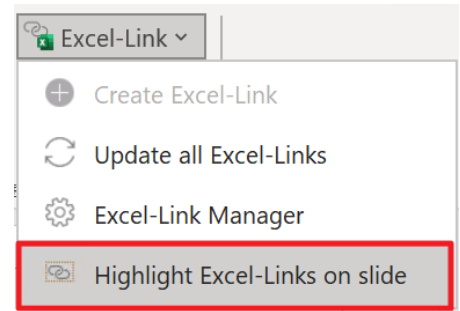 Excel-Link
Create Excel-Link
Update all Excel-Links
Excel-Link Manager
Highlight Excel-Links on slide